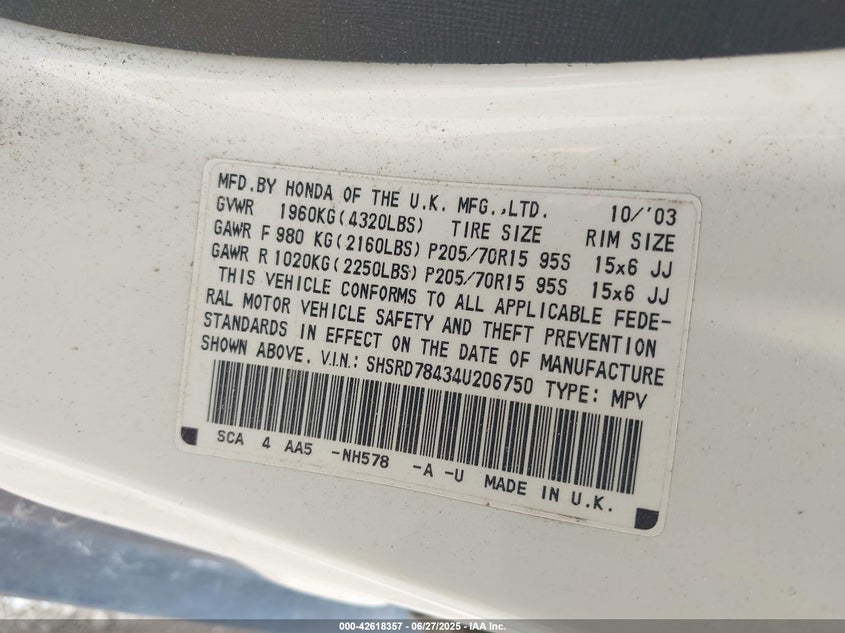 MFD.BY HONDA OF THE U.K. MFG.,LTD. 10/'03
GVWR 1960KG(4320LBS) TIRE SIZE RIM SIZE
GAWR F 980 KG(2160LBS) P205/70R15 95S 15x6 JJ
GAWR R 1020KG(2250LBS) P205/70R15 95S 15x6 JJ
THIS VEHICLE CONFORMS TO ALL APPLICABLE FEDE-
RAL MOTOR VEHICLE SAFETY AND THEFT PREVENTION
STANDARDS IN EFFECT ON THE DATE OF MANUFACTURE
SHOWN ABOVE. V.I.N: SHSRD78434U206750 TYPE: MPV
SCA 4 AA5 -NH578 -A -U MADE IN U.K.
000-42618357 - 06/27/2025 - IAA Inc.